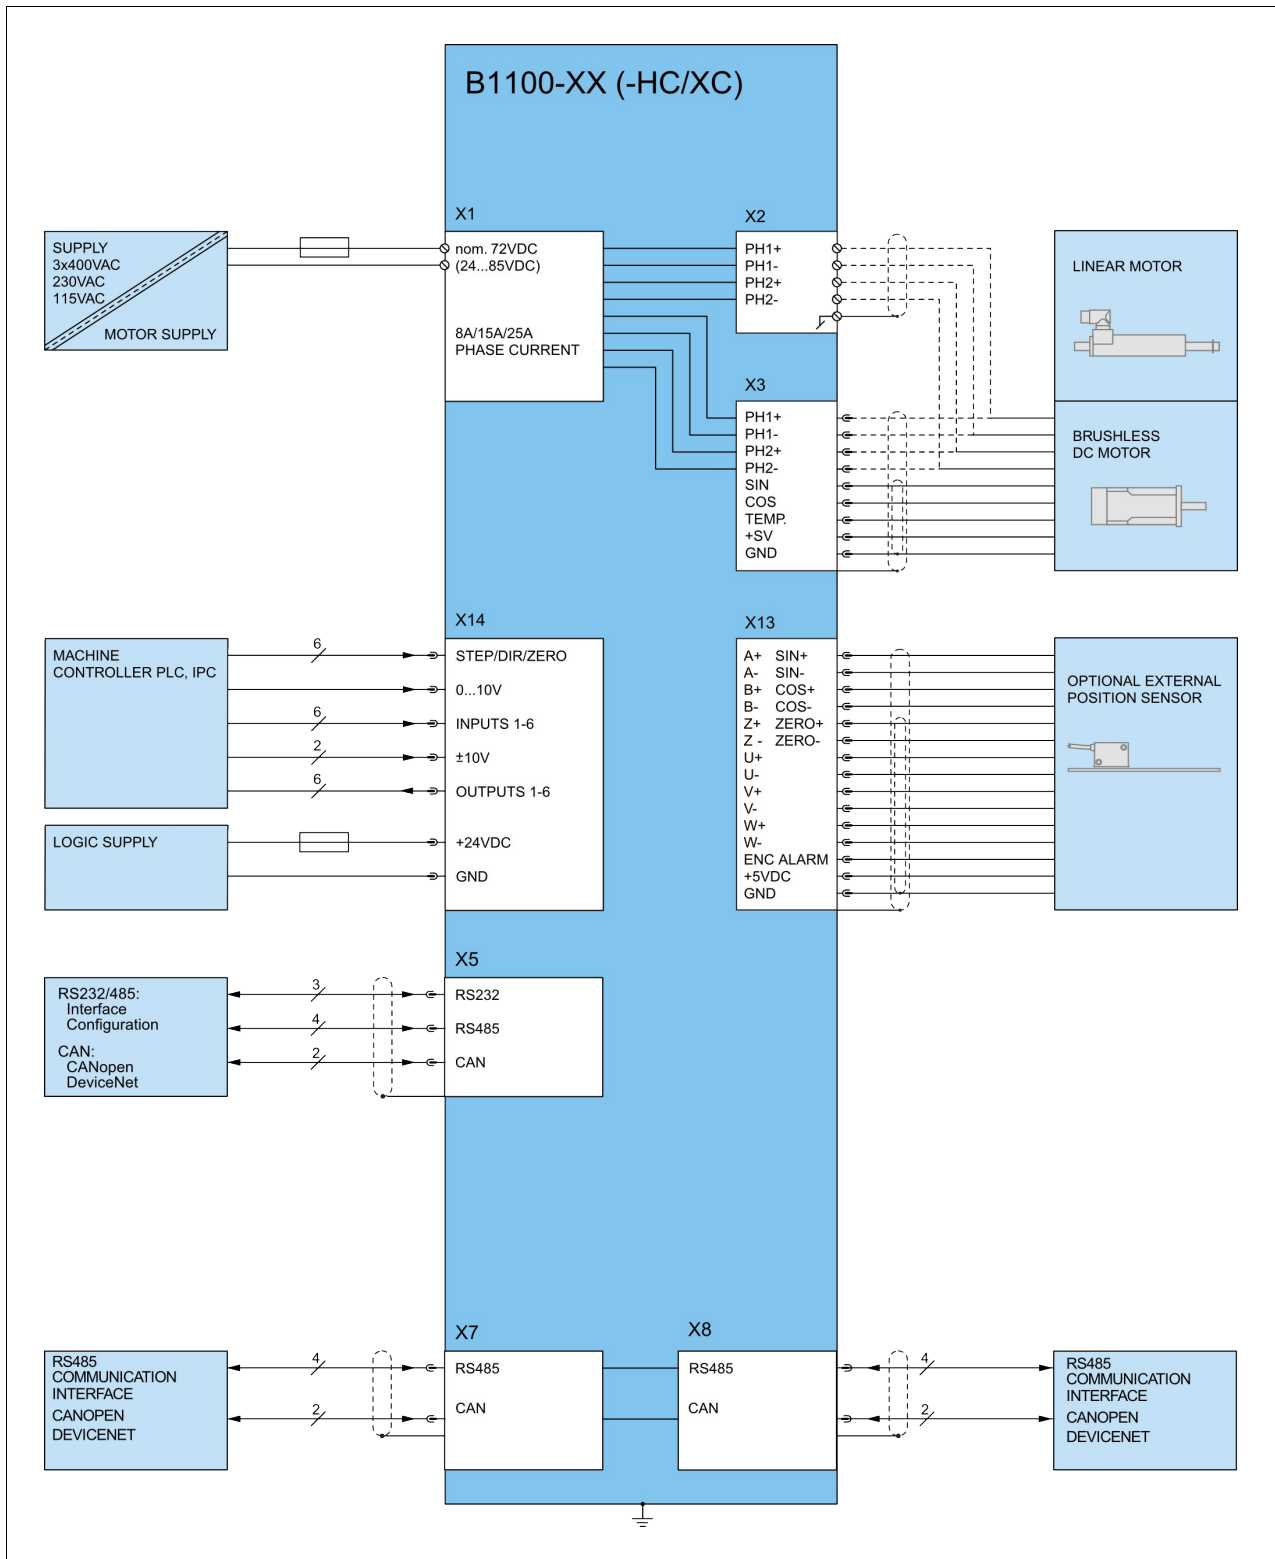 B1100-XX (-HC/XC)
X1
X2
SUPPLY
3x400VAC
230VAC
115VAC
MOTOR SUPPLY
nom. 72VDC
(24...85VDC)
8A/15A/25A
PHASE CURRENT
PH1+
PH1-
PH2+
PH2-
LINEAR MOTOR
X3
PH1+
PH1-
PH2+
PH2-
SIN
COS
TEMP.
+SV
GND
BRUSHLESS
DC MOTOR
X14
X13
MACHINE
CONTROLLER PLC, IPC
6
6
2
6
STEP/DIR/ZERO
0...10V
INPUTS 1-6
±10V
OUTPUTS 1-6
LOGIC SUPPLY
+24VDC
GND
A+ SIN+
A- SIN-
B+ COS+
B- COS-
Z+ ZERO+
Z - ZERO-
U+
U-
V+
V-
W+
W-
ENC ALARM
+5VDC
GND
OPTIONAL EXTERNAL
POSITION SENSOR
X5
RS232/485:
Interface
Configuration
CAN:
CANopen
DeviceNet
3
4
2
RS232
RS485
CAN
X7
X8
RS485
COMMUNICATION
INTERFACE
CANOPEN
DEVICENET
4
2
RS485
CAN
RS485
CAN
4
2
RS485
COMMUNICATION
INTERFACE
CANOPEN
DEVICENET